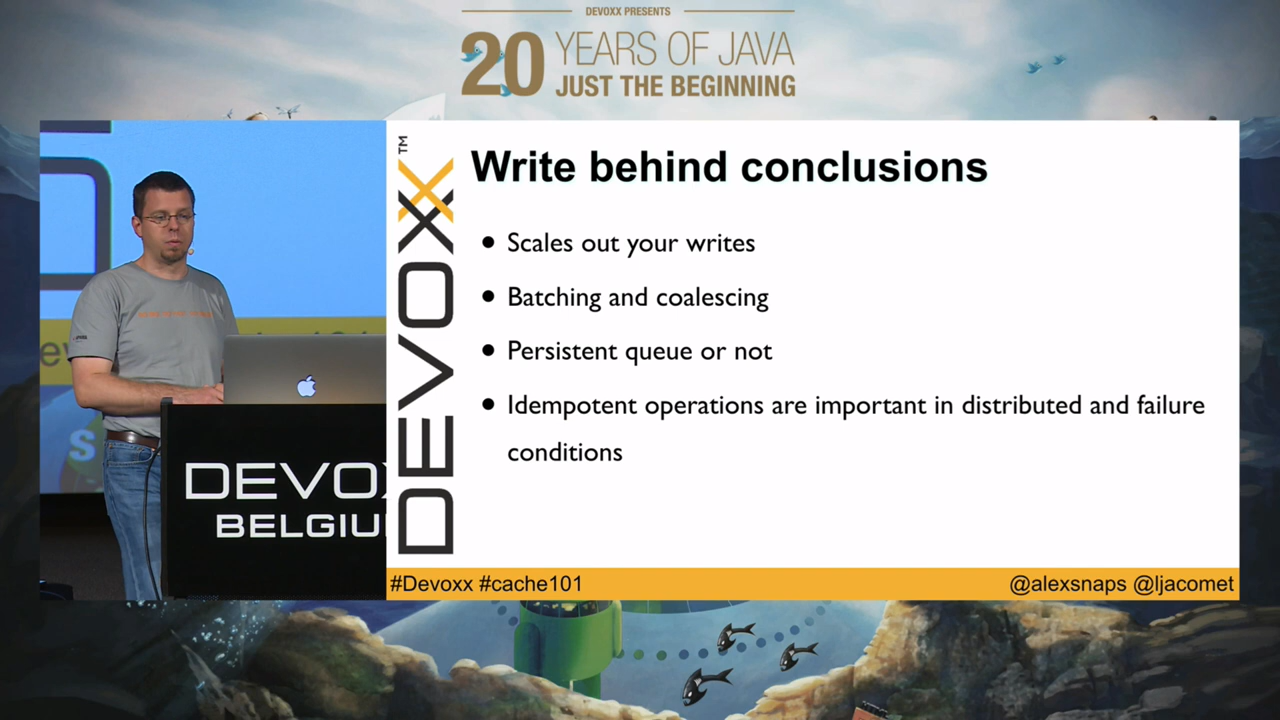 DEVOXX PRESENTS
20 YEARS OF JAVA
JUST THE BEGINNING
DEVOXX™
Write behind conclusions
• Scales out your writes
• Batching and coalescing
• Persistent queue or not
• Idempotent operations are important in distributed and failure
conditions
DEVOX
BELGIU
#Devoxx #cache101
@alexsnaps @ljacomet